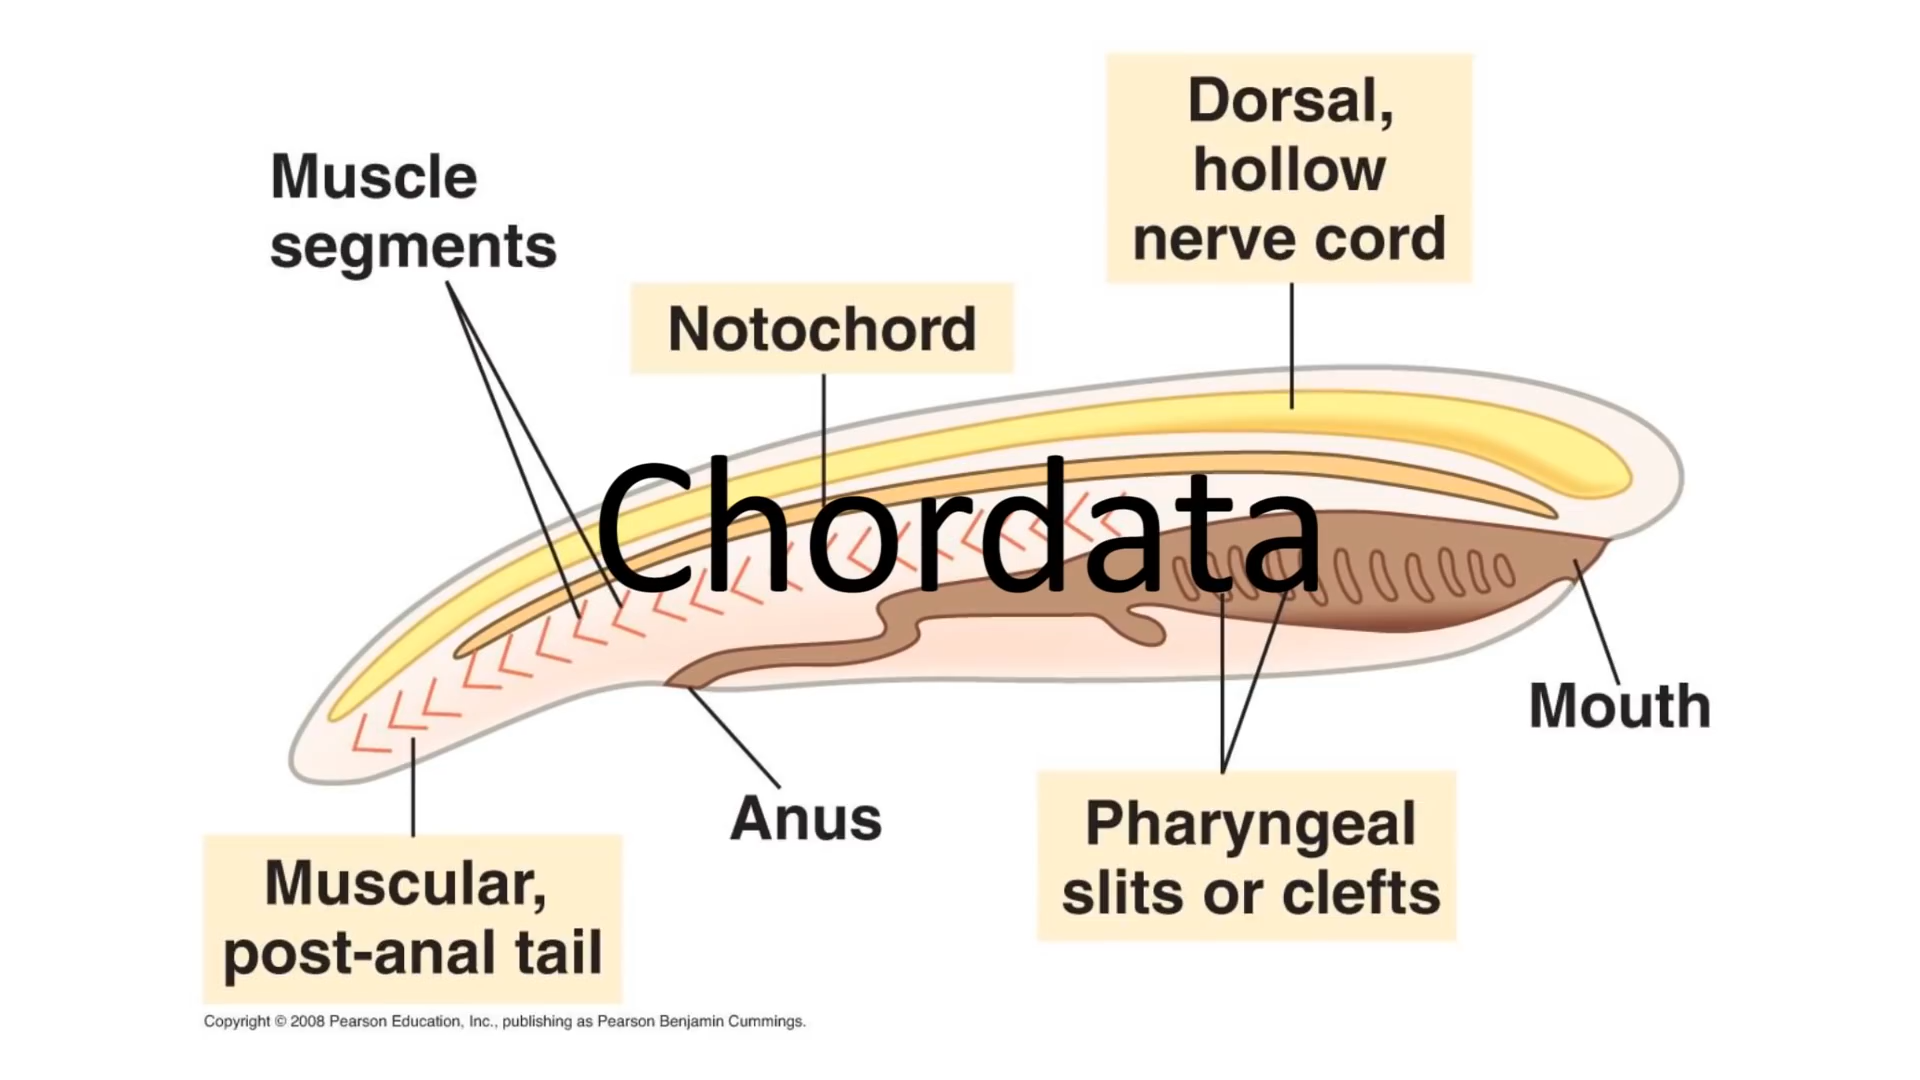 Dorsal,
hollow
nerve cord
Muscle
segments
Notochord
Chordata
Mouth
Anus
Pharyngeal
slits or clefts
Muscular,
post-anal tail
Copyright © 2008 Pearson Education, Inc., publishing as Pearson Benjamin Cummings.